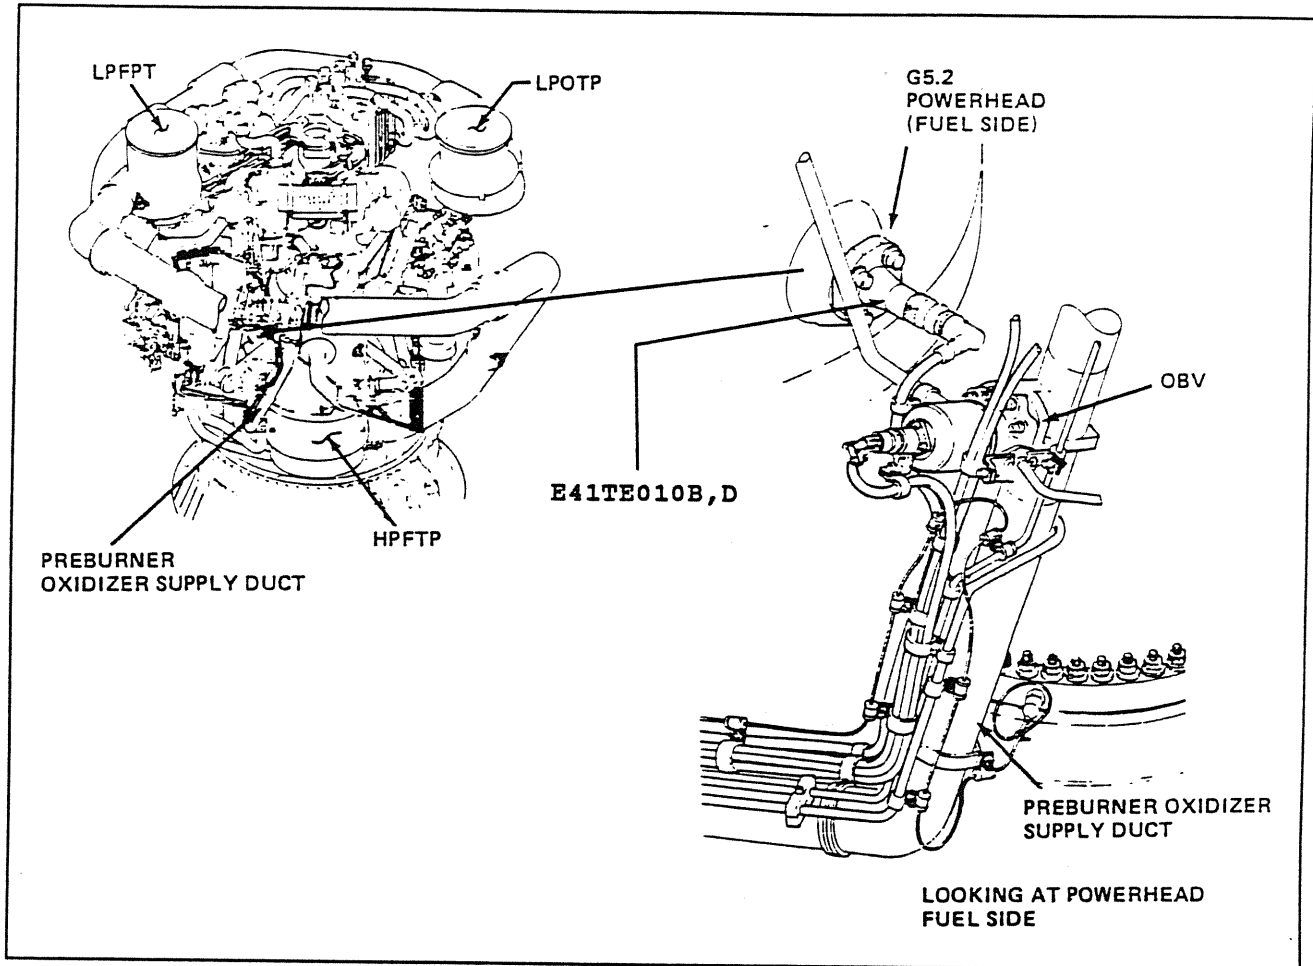 LPFPT
LPOTP
G5.2
POWERHEAD
(FUEL SIDE)
OBV
E41TE010B,D
HPFTP
PREBURNER
OXIDIZER SUPPLY DUCT
PREBURNER OXIDIZER
SUPPLY DUCT
LOOKING AT POWERHEAD
FUEL SIDE